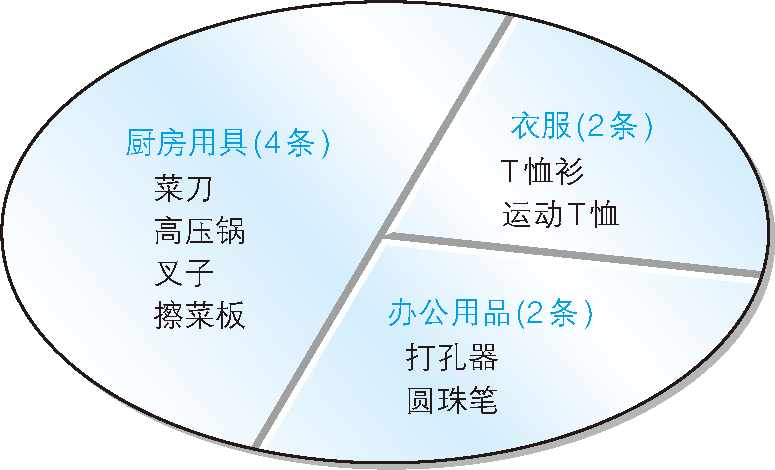 厨房用具(4条)
菜刀
高压锅
叉子
擦菜板
衣服(2条)
T恤衫
运动T恤
办公用品(2条)
打孔器
圆珠笔